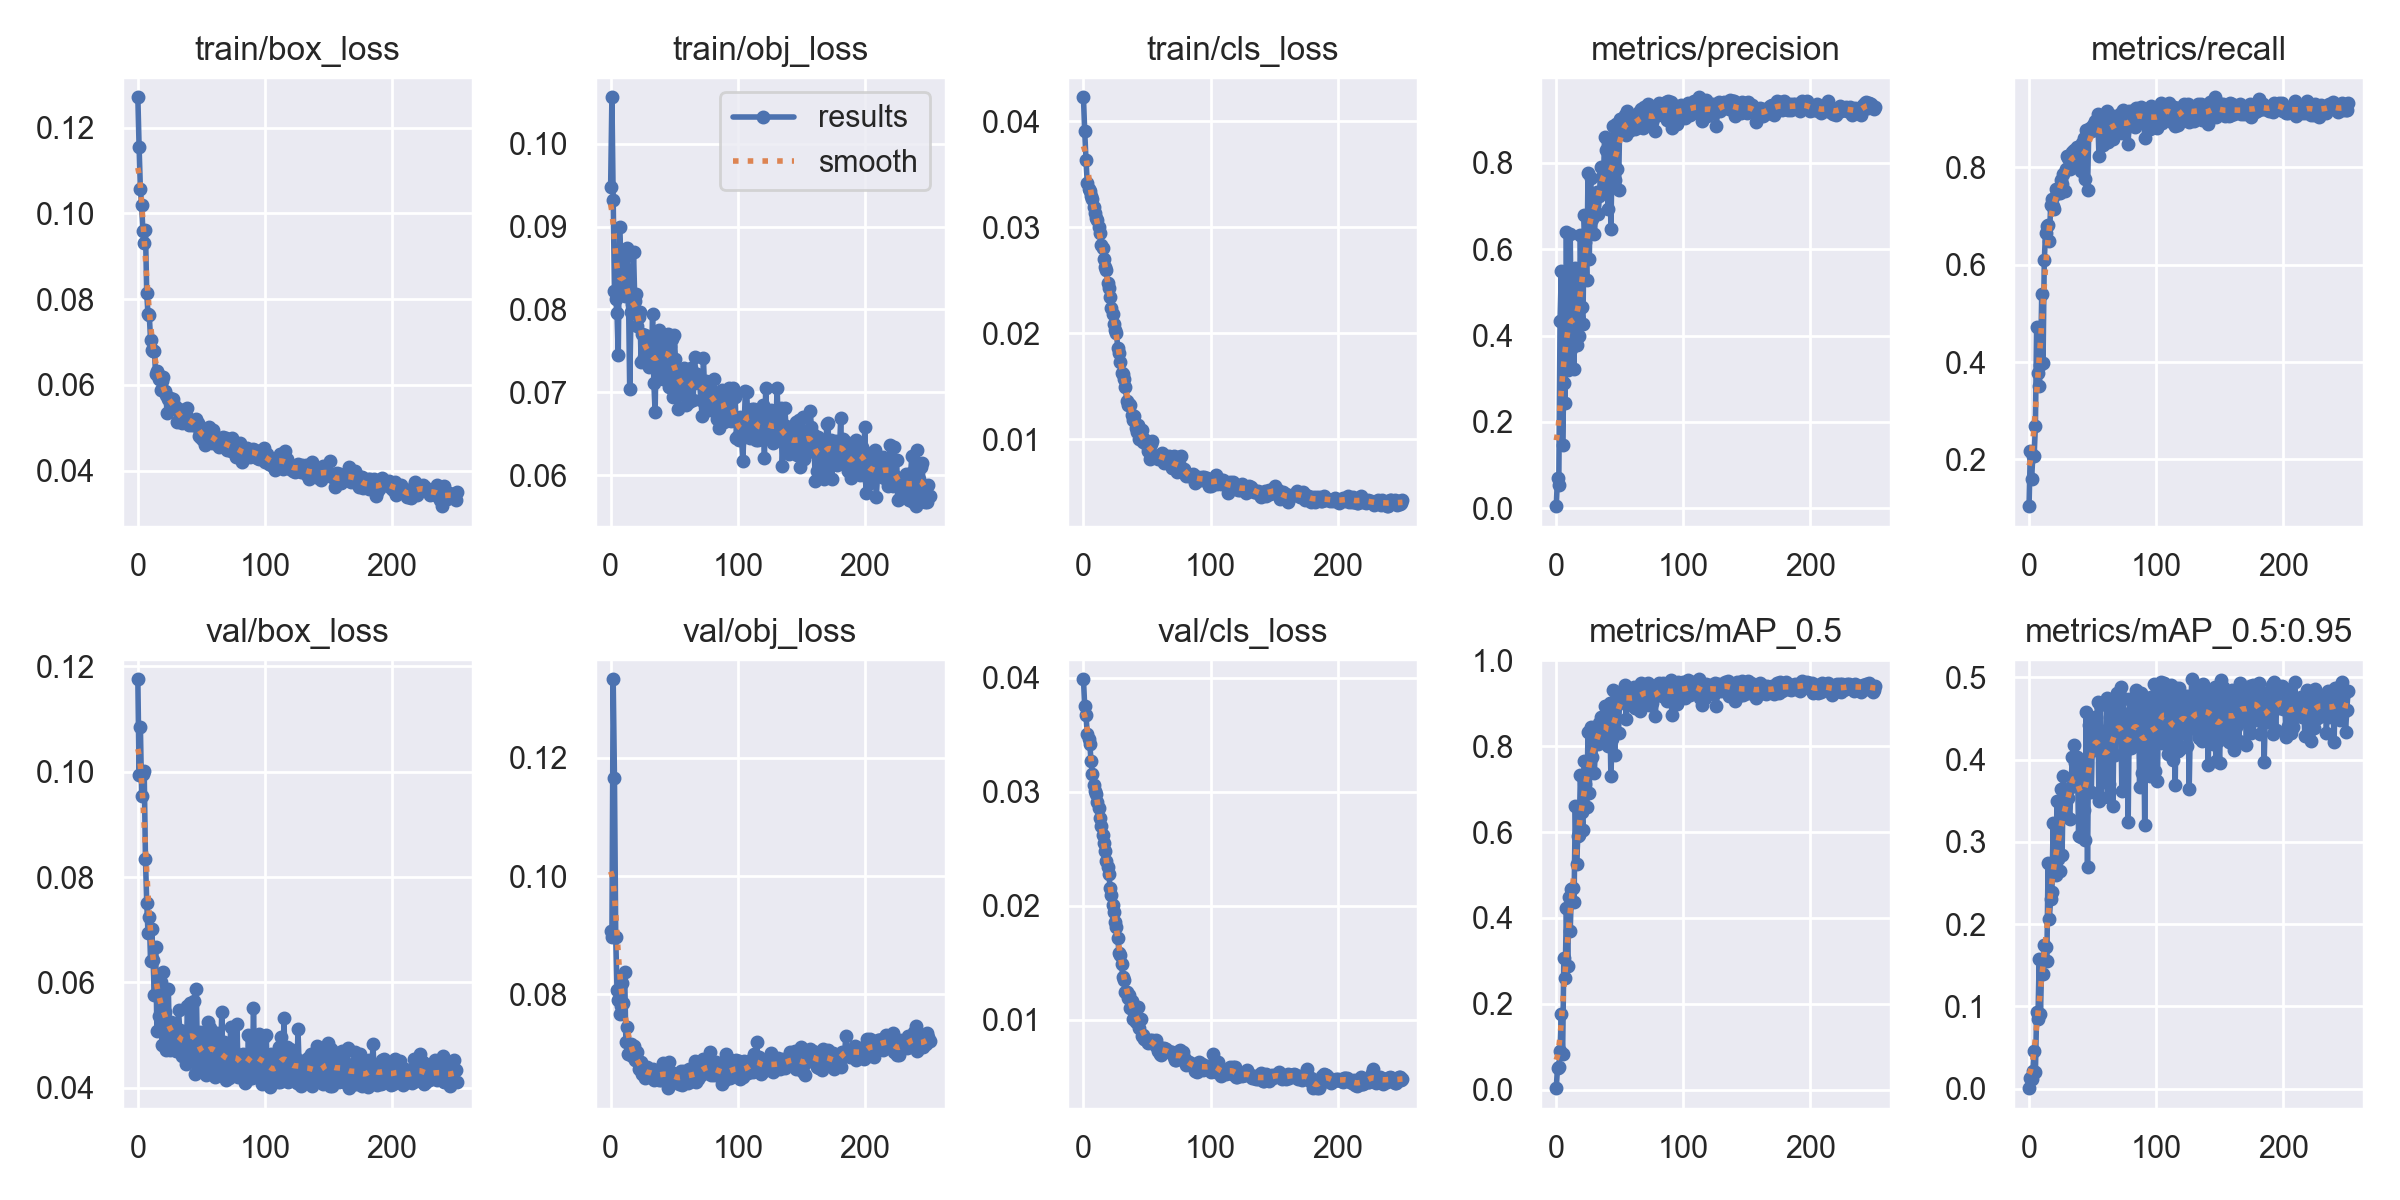 train/box_loss
0.12
0.10
0.08
0.06
0.04
0 100 200
train/obj_loss
results
smooth
0.10
0.09
0.08
0.07
0.06
0 100 200
train/cls_loss
0.04
0.03
0.02
0.01
0 100 200
metrics/precision
0.8
0.6
0.4
0.2
0.0
0 100 200
metrics/recall
0.8
0.6
0.4
0.2
0 100 200
val/box_loss
0.12
0.10
0.08
0.06
0.04
0 100 200
val/obj_loss
0.12
0.10
0.08
0 100 200
val/cls_loss
0.04
0.03
0.02
0.01
0 100 200
metrics/mAP_0.5
1.0
0.8
0.6
0.4
0.2
0.0
0 100 200
metrics/mAP_0.5:0.95
0.5
0.4
0.3
0.2
0.1
0.0
0 100 200